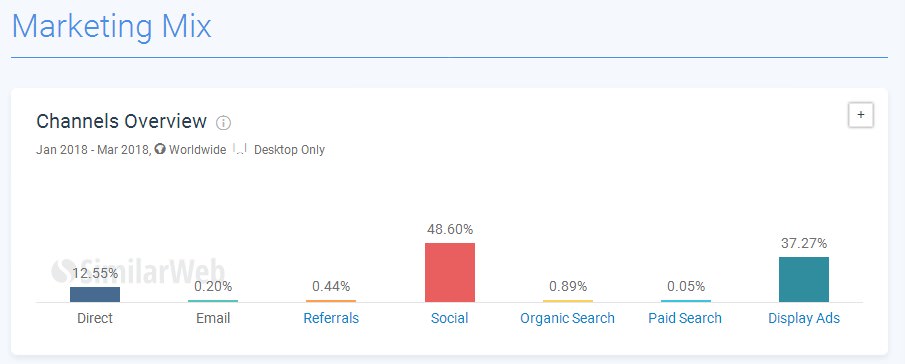 Marketing Mix
Channels Overview
+
Jan 2018 - Mar 2018, Worldwide Desktop Only
SimilarWeb
12.55%
0.20%
0.44%
48.60%
0.89%
0.05%
37.27%
Direct
Email
Referrals
Social
Organic Search
Paid Search
Display Ads